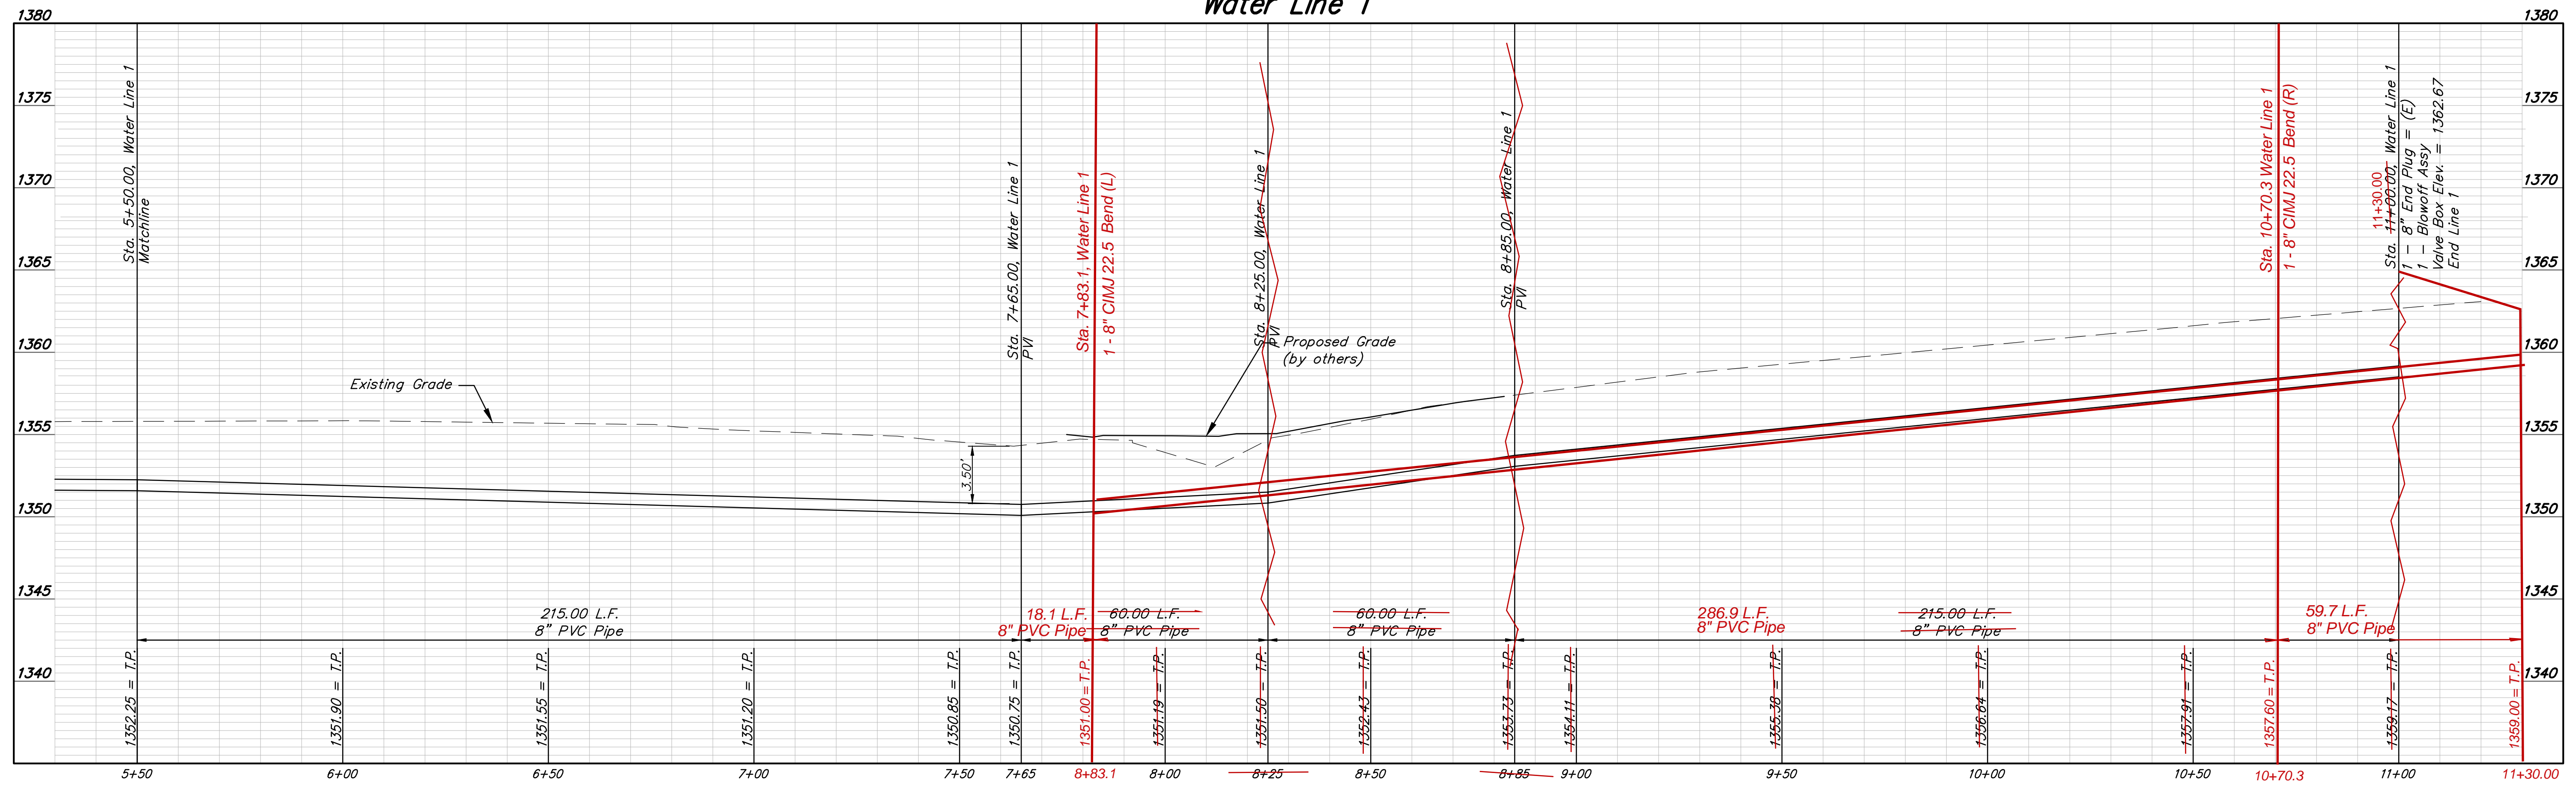 Water Line 1
1380
1375
1370
1365
1360
1355
1350
1345
1340
1380
1375
1370
1365
1360
1355
1350
1345
1340
Sta. 5+50.00, Water Line 1
Matchline
Sta. 7+65.00, Water Line 1
PVI
Sta. 7+83.1, Water Line 1
1 - 8" CIMJ 22.5 Bend (L)
Sta. 8+25.00, Water Line 1
PVI
Sta. 8+85.00, Water Line 1
PVI
Sta. 10+70.3 Water Line 1
1 - 8" CIMJ 22.5 Bend (R)
11+30.00
Sta. 11+00.00, Water Line 1
1 - 8" End Plug = (E)
1 - Blowoff Assy
Valve Box Elev. = 1362.67
End Line 1
Existing Grade
Proposed Grade
(by others)
3.50'
215.00 L.F.
8" PVC Pipe
18.1 L.F.
8" PVC Pipe
60.00 L.F.
8" PVC Pipe
60.00 L.F.
8" PVC Pipe
286.9 L.F.
8" PVC Pipe
215.00 L.F.
8" PVC Pipe
59.7 L.F.
8" PVC Pipe
1352.25 = T.P.
1351.90 = T.P.
1351.55 = T.P.
1351.20 = T.P.
1350.85 = T.P.
1350.75 = T.P.
1351.00 = T.P.
1351.19 = T.P.
1351.50 = T.P.
1352.43 = T.P.
1353.73 = T.P.
1354.11 = T.P.
1355.38 = T.P.
1356.64 = T.P.
1357.91 = T.P.
1357.60 = T.P.
1359.17 = T.P.
1359.00 = T.P.
5+50
6+00
6+50
7+00
7+50
7+65
8+83.1
8+00
8+25
8+50
8+85
9+00
9+50
10+00
10+50
10+70.3
11+00
11+30.00